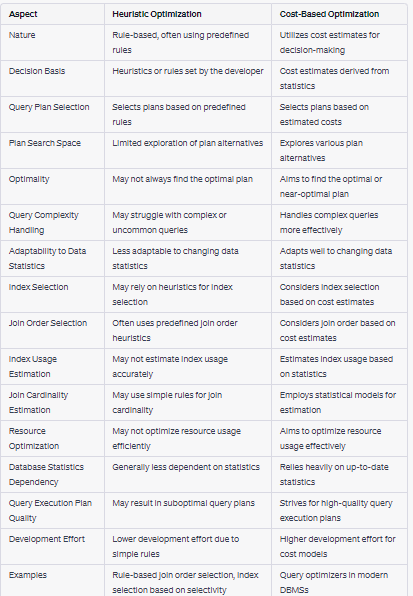 Aspect Heuristic Optimization Cost-Based Optimization
Nature Rule-based, often using predefined Utilizes cost estimates for
rules decision-making
Decision Basis Heuristics or rules set by the developer Cost estimates derived from
statistics
Query Plan Selection Selects plans based on predefined Selects plans based on
rules estimated costs
Plan Search Space Limited exploration of plan alternatives Explores various plan
alternatives
Optimality May not always find the optimal plan Aims to find the optimal or
near-optimal plan
Query Complexity May struggle with complex or Handles complex queries
Handling uncommon queries more effectively
Adaptability to Data Less adaptable to changing data Adapts well to changing data
Statistics statistics statistics
Index Selection May rely on heuristics for index Considers index selection
selection based on cost estimates
Join Order Selection Often uses predefined join order Considers join order based on
heuristics cost estimates
Index Usage May not estimate index usage Estimates index usage based
Estimation accurately on statistics
Join Cardinality May use simple rules for join Employs statistical models for
Estimation cardinality estimation
Resource May not optimize resource usage Aims to optimize resource
Optimization efficiently usage effectively
Database Statistics Generally less dependent on statistics Relies heavily on up-to-date
Dependency statistics
Query Execution Plan May result in suboptimal query plans Strives for high-quality query
Quality execution plans
Development Effort Lower development effort due to Higher development effort for
simple rules cost models
Examples Rule-based join order selection, index Query optimizers in modern
selection based on selectivity DBMSs